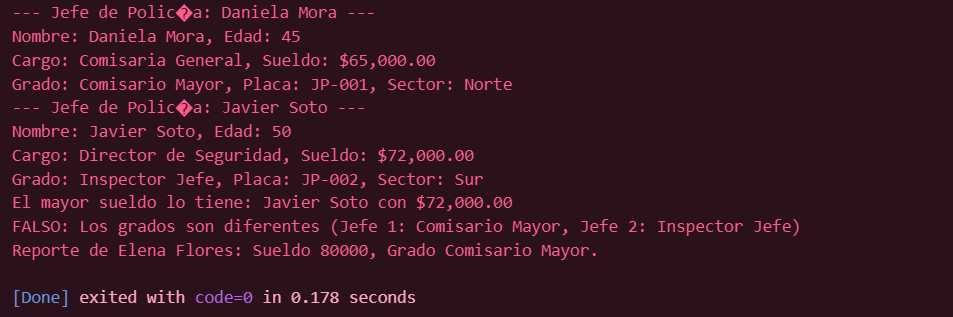 --- Jefe de Polic�a: Daniela Mora ---
Nombre: Daniela Mora, Edad: 45
Cargo: Comisaria General, Sueldo: $65,000.00
Grado: Comisario Mayor, Placa: JP-001, Sector: Norte
--- Jefe de Polic�a: Javier Soto ---
Nombre: Javier Soto, Edad: 50
Cargo: Director de Seguridad, Sueldo: $72,000.00
Grado: Inspector Jefe, Placa: JP-002, Sector: Sur
El mayor sueldo lo tiene: Javier Soto con $72,000.00
FALSO: Los grados son diferentes (Jefe 1: Comisario Mayor, Jefe 2: Inspector Jefe)
Reporte de Elena Flores: Sueldo 80000, Grado Comisario Mayor.
[Done] exited with code=0 in 0.178 seconds